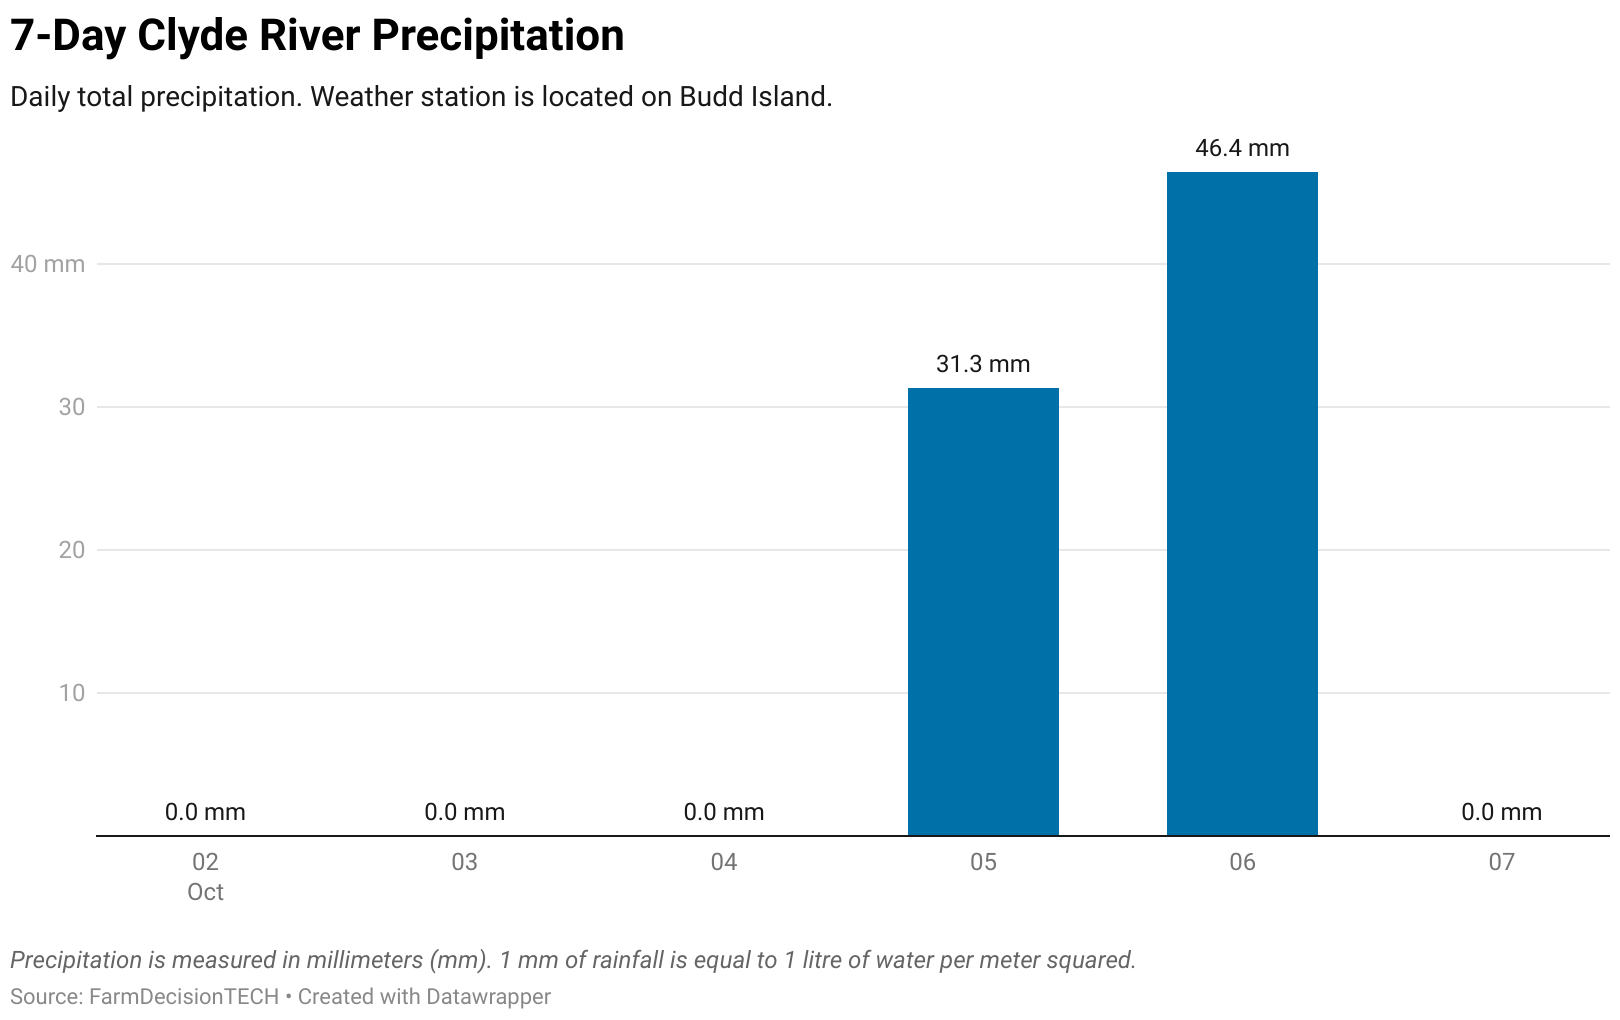 7-Day Clyde River Precipitation
Daily total precipitation. Weather station is located on Budd Island.
46.4 mm
40 mm
31.3 mm
30
20
10
0.0 mm 0.0 mm 0.0 mm 0.0 mm
02 03 04 05 06 07
Oct
Precipitation is measured in millimeters (mm). 1 mm of rainfall is equal to 1 litre of water per meter squared.
Source: FarmDecisionTECH • Created with Datawrapper